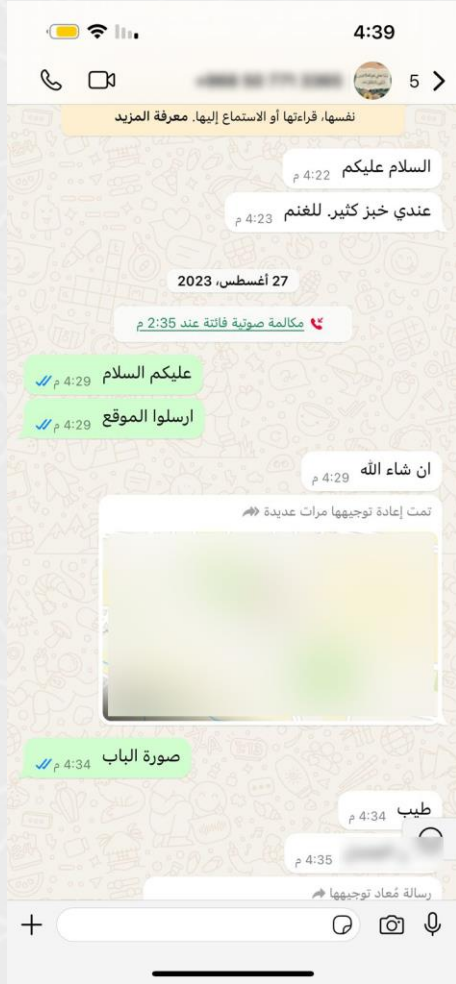 4:39
5
نفسها، قراءتها أو الاستماع إليها. معرفة المزيد
السلام عليكم 4:22 م
عندي خبز كثير. للغنم 4:23 م
27 أغسطس، 2023
مكالمة صوتية فائتة عند 2:35 م
عليكم السلام 4:29 م
ارسلوا الموقع 4:29 م
ان شاء الله 4:29 م
تمت إعادة توجيهها مرات عديدة
صورة الباب 4:34 م
طيب 4:34 م
4:35 م
رسالة مُعاد توجيهها